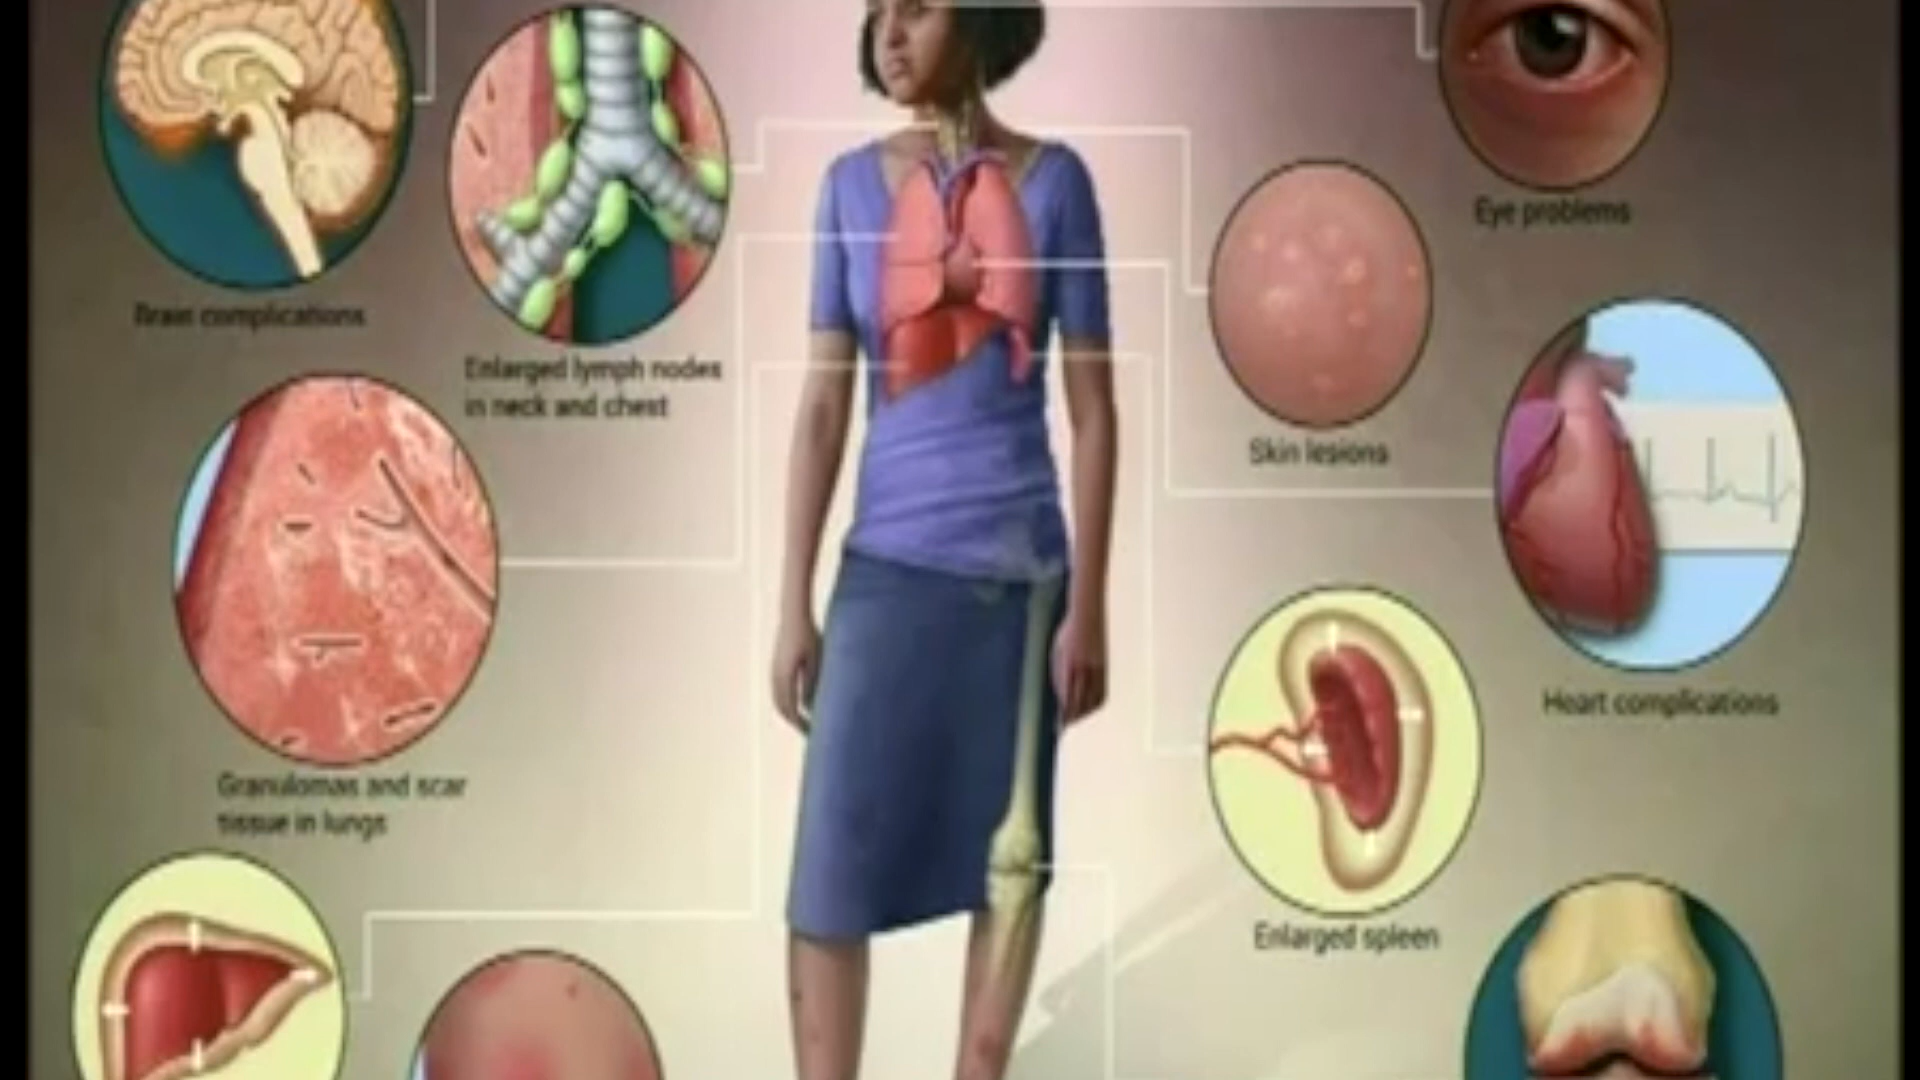 Eye problems
Brain complications
Enlarged lymph nodes
in neck and chest
Skin lesions
Heart complications
Granulomas and scar
tissue in lungs
Enlarged spleen